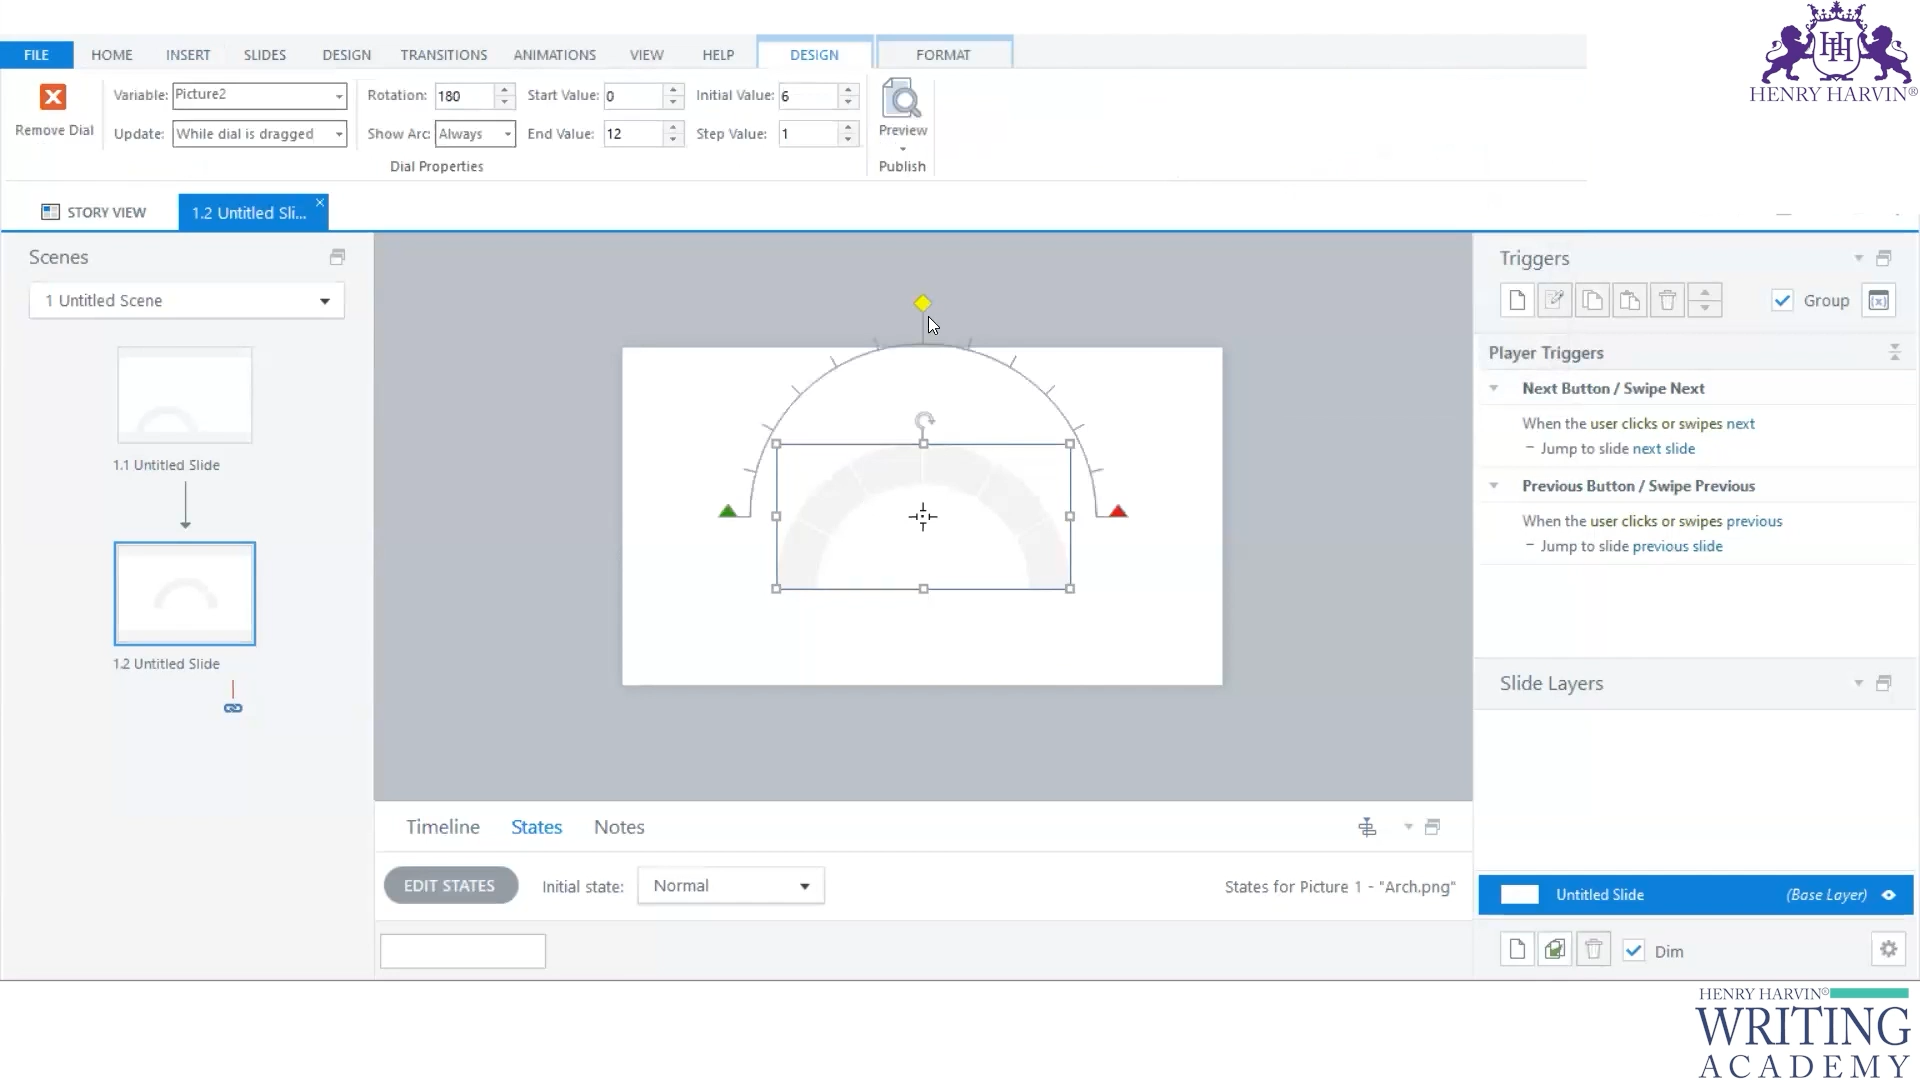 HENRY HARVIN®
FILE HOME INSERT SLIDES DESIGN TRANSITIONS ANIMATIONS VIEW HELP DESIGN FORMAT
Remove Dial
Variable: Picture2
Update: While dial is dragged
Rotation: 180
Show Arc: Always
Start Value: 0
End Value: 12
Initial Value: 6
Step Value: 1
Dial Properties
Preview
Publish
STORY VIEW
1.2 Untitled Sli...
Scenes
1 Untitled Scene
1.1 Untitled Slide
1.2 Untitled Slide
Triggers
Group
(x)
Player Triggers
Next Button / Swipe Next
When the user clicks or swipes next
– Jump to slide next slide
Previous Button / Swipe Previous
When the user clicks or swipes previous
– Jump to slide previous slide
Slide Layers
Untitled Slide (Base Layer)
Dim
Timeline States Notes
EDIT STATES Initial state: Normal States for Picture 1 - "Arch.png"
HENRY HARVIN®
WRITING
ACADEMY